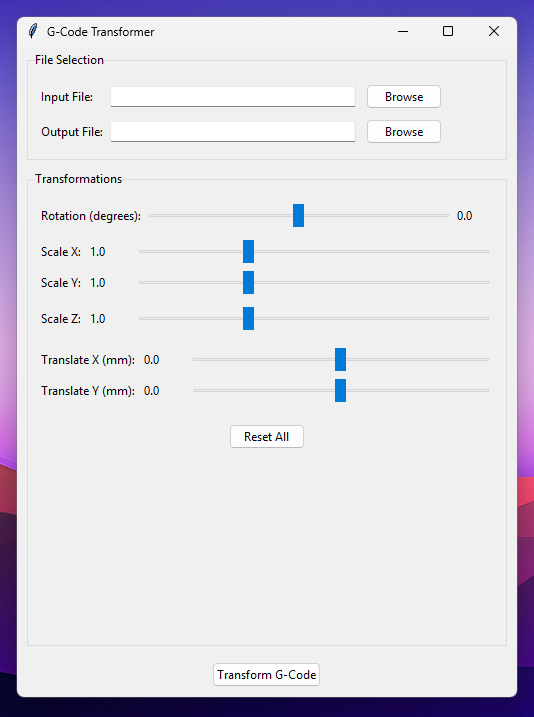 G-Code Transformer
File Selection
Input File: Browse
Output File: Browse
Transformations
Rotation (degrees): 0.0
Scale X: 1.0
Scale Y: 1.0
Scale Z: 1.0
Translate X (mm): 0.0
Translate Y (mm): 0.0
Reset All
Transform G-Code